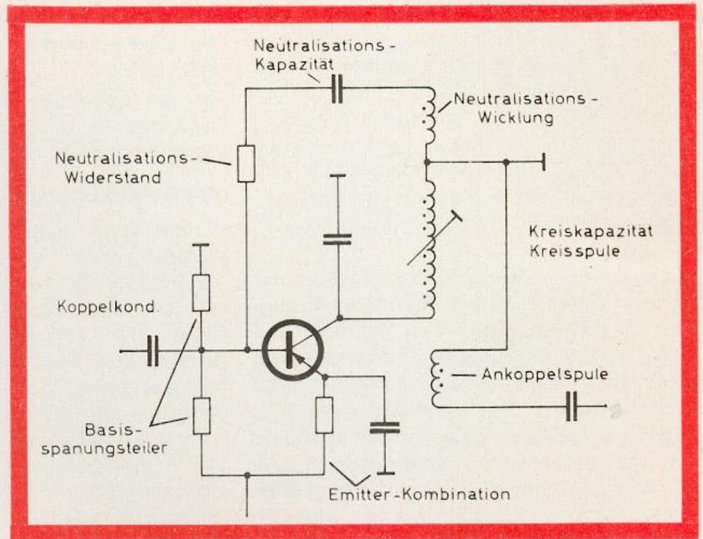 Neutralisations-
Kapazität
Neutralisations-
Wicklung
Neutralisations-
Widerstand
Kreiskapazität
Kreisspule
Koppelkond.
Ankoppelspule
Basis-
spanungsteiler
Emitter-Kombination